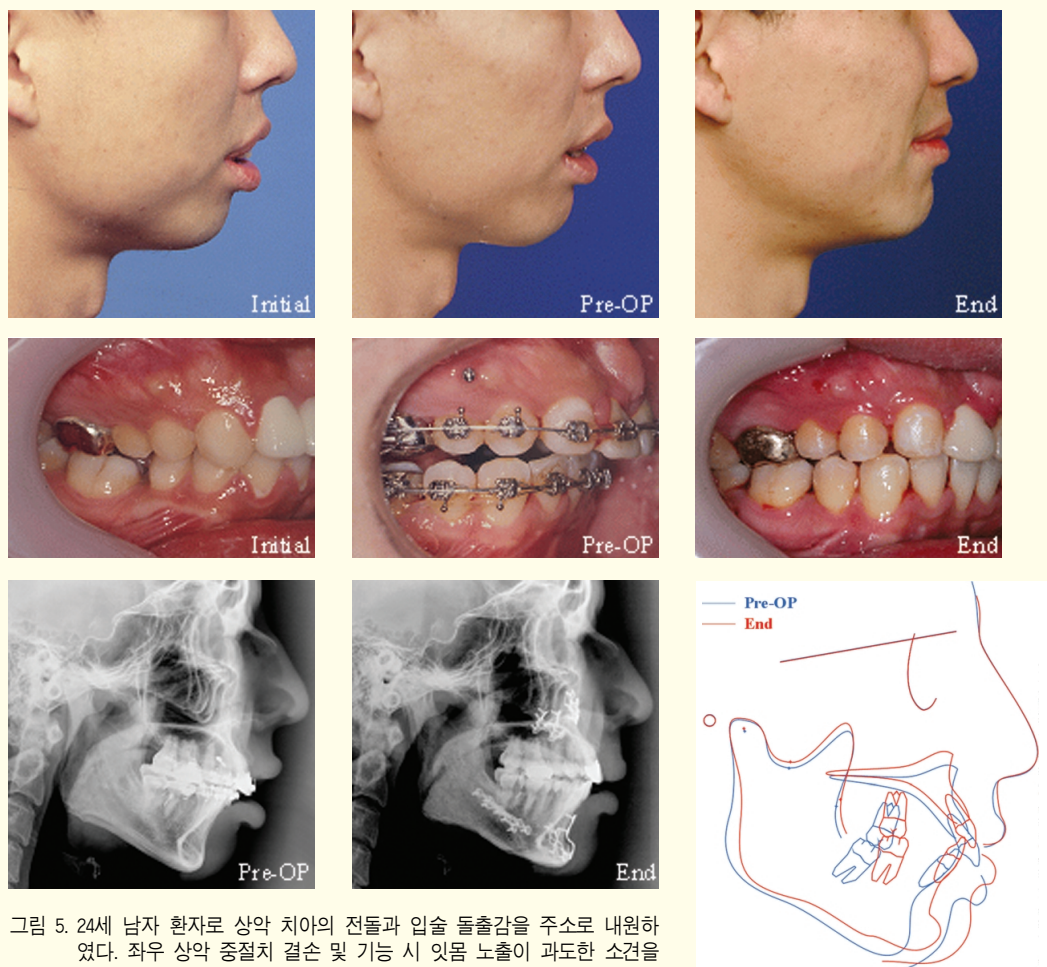 Initial
Pre-OP
End
Initial
Pre-OP
End
Pre-OP
End
Pre-OP
End
그림 5. 24세 남자 환자로 상악 치아의 전돌과 입술 돌출감을 주소로 내원하
였다. 좌우 상악 중절치 결손 및 기능 시 잇몸 노출이 과도한 소견을